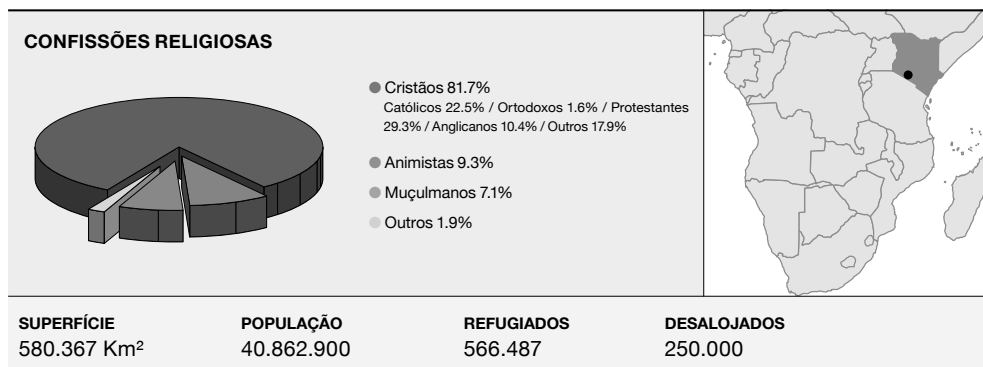 CONFISSÕES RELIGIOSAS
Cristãos 81.7%
Católicos 22.5% / Ortodoxos 1.6% / Protestantes
29.3% / Anglicanos 10.4% / Outros 17.9%
Animistas 9.3%
Muçulmanos 7.1%
Outros 1.9%
SUPERFÍCIE
580.367 Km²
POPULAÇÃO
40.862.900
REFUGIADOS
566.487
DESALOJADOS
250.000